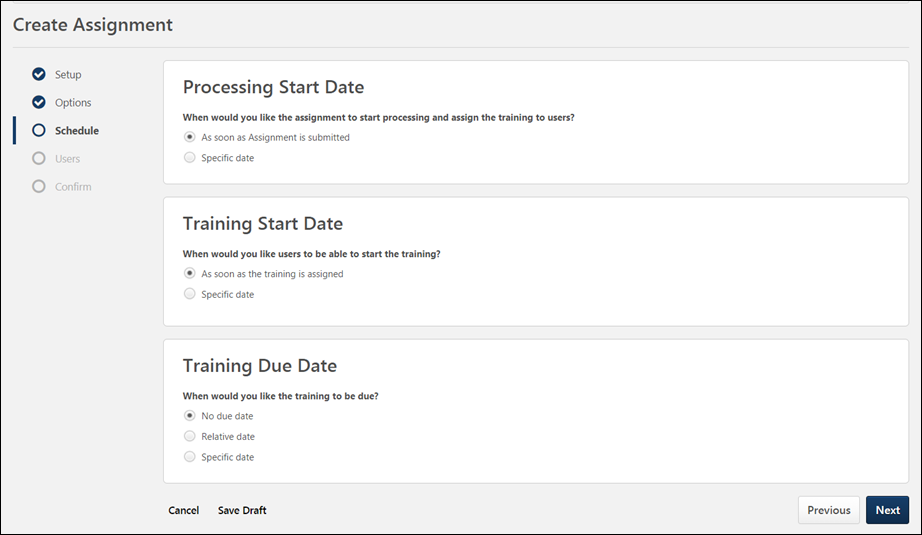 Create Assignment
Setup
Options
Schedule
Users
Confirm
Processing Start Date
When would you like the assignment to start processing and assign the training to users?
As soon as Assignment is submitted
Specific date
Training Start Date
When would you like users to be able to start the training?
As soon as the training is assigned
Specific date
Training Due Date
When would you like the training to be due?
No due date
Relative date
Specific date
Cancel
Save Draft
Previous
Next